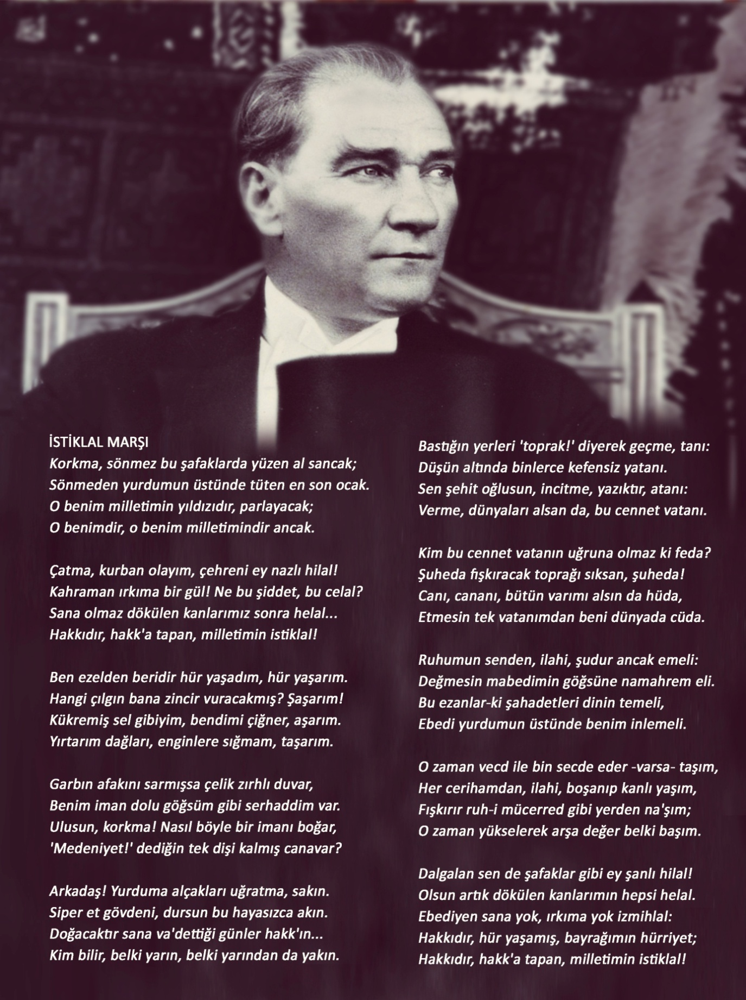 İSTİKLAL MARŞI
Korkma, sönmez bu şafaklarda yüzen al sancak;
Sönmeden yurdumun üstünde tüten en son ocak.
O benim milletimin yıldızıdır, parlayacak;
O benimdir, o benim milletimindir ancak.
Çatma, kurban olayım, çehreni ey nazlı hilal!
Kahraman ırkıma bir gül! Ne bu şiddet, bu celal?
Sana olmaz dökülen kanlarımız sonra helal...
Hakkıdır, hakk'a tapan, milletimin istiklal!
Ben ezelden beridir hür yaşadım, hür yaşarım.
Hangi çılgın bana zincir vuracakmış? Şaşarım!
Kükremiş sel gibiyim, bendimi çiğner, aşarım.
Yırtarım dağları, enginlere sığmam, taşarım.
Garbın afakını sarmışsa çelik zırhlı duvar,
Benim iman dolu göğsüm gibi serhaddim var.
Ulusun, korkma! Nasıl böyle bir imanı boğar,
'Medeniyet!' dediğin tek dişi kalmış canavar?
Arkadaş! Yurduma alçakları uğratma, sakın.
Siper et gövdeni, dursun bu hayasızca akın.
Doğacaktır sana va'dettiği günler hakk'ın...
Kim bilir, belki yarın, belki yarından da yakın.
Bastığın yerleri 'toprak!' diyerek geçme, tanı:
Düşün altında binlerce kefensiz yatanı.
Sen şehit oğlusun, incitme, yazıktır, atanı:
Verme, dünyaları alsan da, bu cennet vatanı.
Kim bu cennet vatanın uğruna olmaz ki feda?
Şuheda fışkıracak toprağı sıksan, şuheda!
Canı, cananı, bütün varımı alsın da hüda,
Etmesin tek vatanımdan beni dünyada cüda.
Ruhumun senden, ilahi, şudur ancak emeli:
Değmesin mabedimin göğsüne namahrem eli.
Bu ezanlar-ki şahadetleri dinin temeli,
Ebedi yurdumun üstünde benim inlemeli.
O zaman vecd ile bin secde eder -varsa- taşım,
Her cerihamdan, ilahi, boşanıp kanlı yaşım,
Fışkırır ruh-i mücerred gibi yerden na'şım;
O zaman yükselerek arşa değer belki başım.
Dalgalan sen de şafaklar gibi ey şanlı hilal!
Olsun artık dökülen kanlarımın hepsi helal.
Ebediyen sana yok, ırkıma yok izmihlal:
Hakkıdır, hür yaşamış, bayrağımın hürriyet;
Hakkıdır, hakk'a tapan, milletimin istiklal!